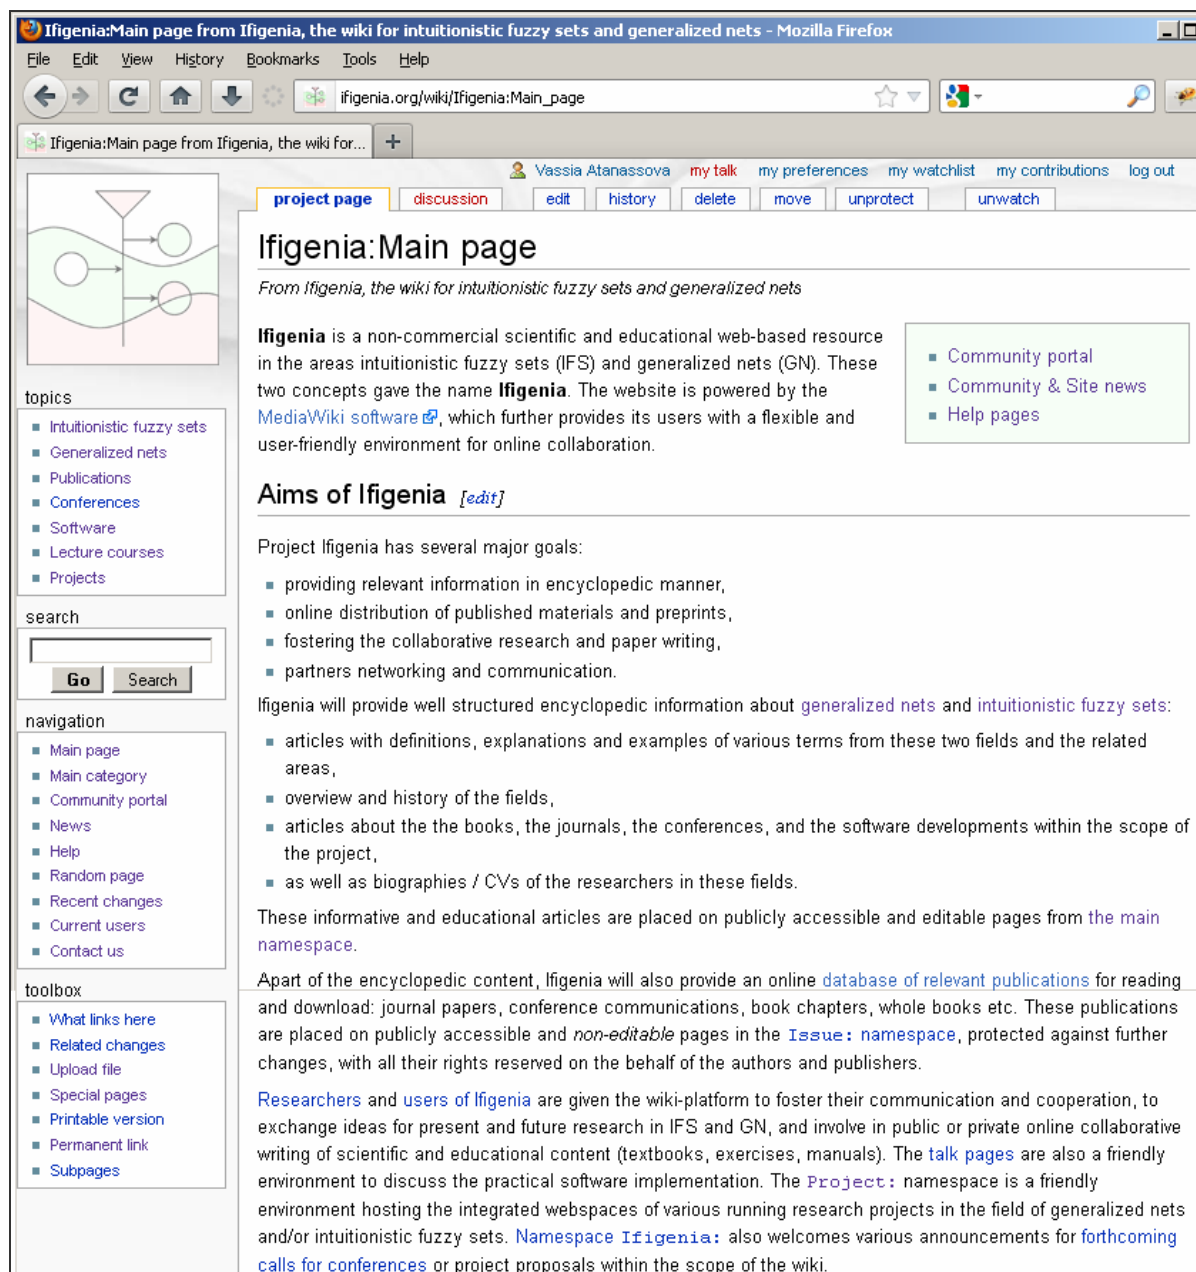 Ifigenia:Main page from Ifigenia, the wiki for intuitionistic fuzzy sets and generalized nets - Mozilla Firefox
File Edit View History Bookmarks Tools Help
ifigenia.org/wiki/Ifigenia:Main_page
Ifigenia:Main page from Ifigenia, the wiki for...
Vassia Atanassova my talk my preferences my watchlist my contributions log out
project page discussion edit history delete move unprotect unwatch
topics
Intuitionistic fuzzy sets
Generalized nets
Publications
Conferences
Software
Lecture courses
Projects
search
Go Search
navigation
Main page
Main category
Community portal
News
Help
Random page
Recent changes
Current users
Contact us
toolbox
What links here
Related changes
Upload file
Special pages
Printable version
Permanent link
Subpages
Ifigenia:Main page
From Ifigenia, the wiki for intuitionistic fuzzy sets and generalized nets
Ifigenia is a non-commercial scientific and educational web-based resource
in the areas intuitionistic fuzzy sets (IFS) and generalized nets (GN). These
two concepts gave the name Ifigenia. The website is powered by the
MediaWiki software, which further provides its users with a flexible and
user-friendly environment for online collaboration.
Community portal
Community & Site news
Help pages
Aims of Ifigenia [edit]
Project Ifigenia has several major goals:
providing relevant information in encyclopedic manner,
online distribution of published materials and preprints,
fostering the collaborative research and paper writing,
partners networking and communication.
Ifigenia will provide well structured encyclopedic information about generalized nets and intuitionistic fuzzy sets:
articles with definitions, explanations and examples of various terms from these two fields and the related
areas,
overview and history of the fields,
articles about the the books, the journals, the conferences, and the software developments within the scope of
the project,
as well as biographies / CVs of the researchers in these fields.
These informative and educational articles are placed on publicly accessible and editable pages from the main
namespace.
Apart of the encyclopedic content, Ifigenia will also provide an online database of relevant publications for reading
and download: journal papers, conference communications, book chapters, whole books etc. These publications
are placed on publicly accessible and non-editable pages in the Issue: namespace, protected against further
changes, with all their rights reserved on the behalf of the authors and publishers.
Researchers and users of Ifigenia are given the wiki-platform to foster their communication and cooperation, to
exchange ideas for present and future research in IFS and GN, and involve in public or private online collaborative
writing of scientific and educational content (textbooks, exercises, manuals). The talk pages are also a friendly
environment to discuss the practical software implementation. The Project: namespace is a friendly
environment hosting the integrated webspaces of various running research projects in the field of generalized nets
and/or intuitionistic fuzzy sets. Namespace Ifigenia: also welcomes various announcements for forthcoming
calls for conferences or project proposals within the scope of the wiki.